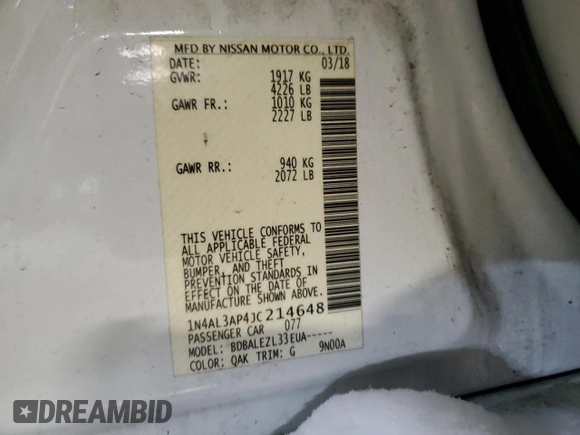 MFD BY NISSAN MOTOR CO., LTD.
DATE: 03/18
GVWR: 1917 KG
4226 LB
GAWR FR.: 1010 KG
2227 LB
GAWR RR.: 940 KG
2072 LB
THIS VEHICLE CONFORMS TO
ALL APPLICABLE FEDERAL
MOTOR VEHICLE SAFETY,
BUMPER, AND THEFT
PREVENTION STANDARDS IN
EFFECT ON THE DATE OF
MANUFACTURE SHOWN ABOVE.
1N4AL3AP4JC214648
PASSENGER CAR 077
MODEL: BDBALEZL33EUA-----
COLOR: QAK TRIM: G 9N00A
DREAMBID